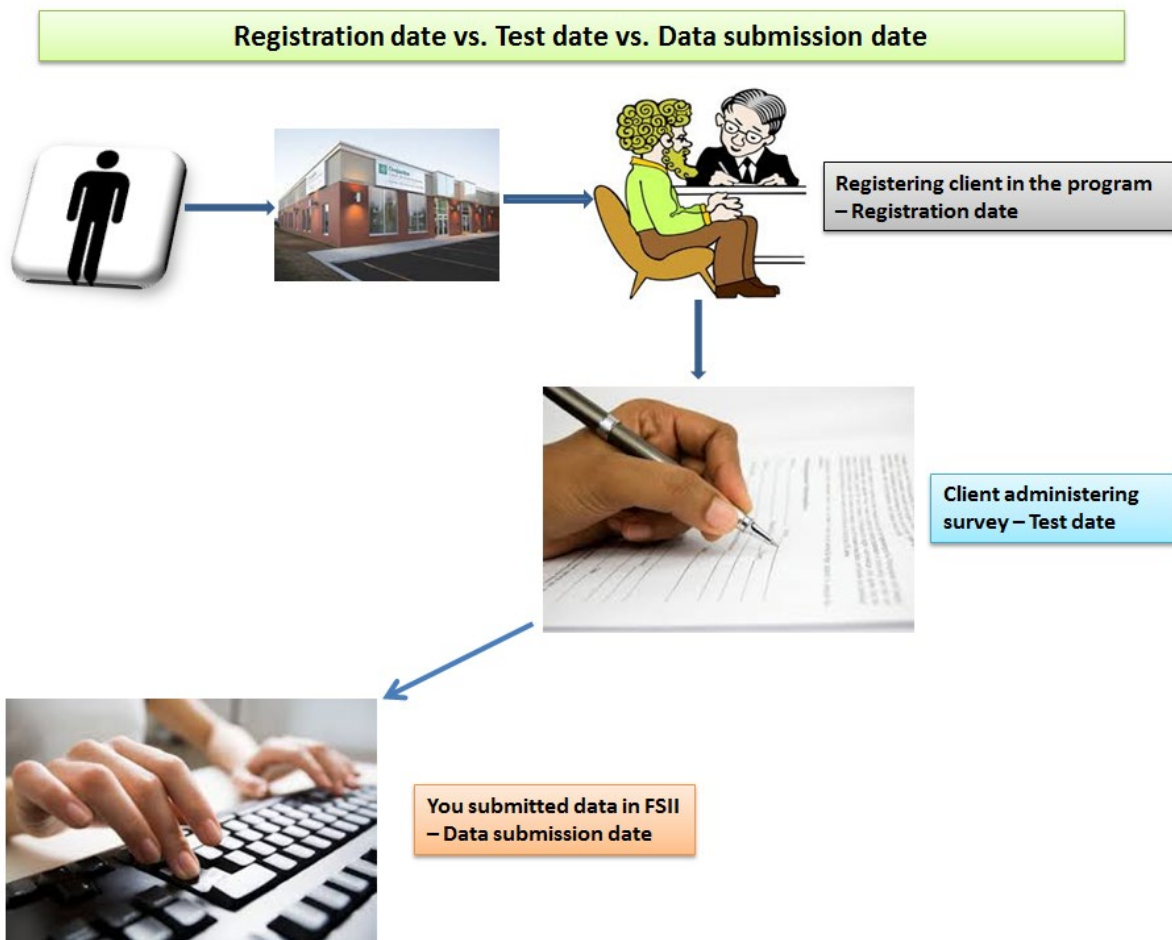 Registration date vs. Test date vs. Data submission date
Registering client in the program
– Registration date
Client administering
survey – Test date
You submitted data in FSII
– Data submission date